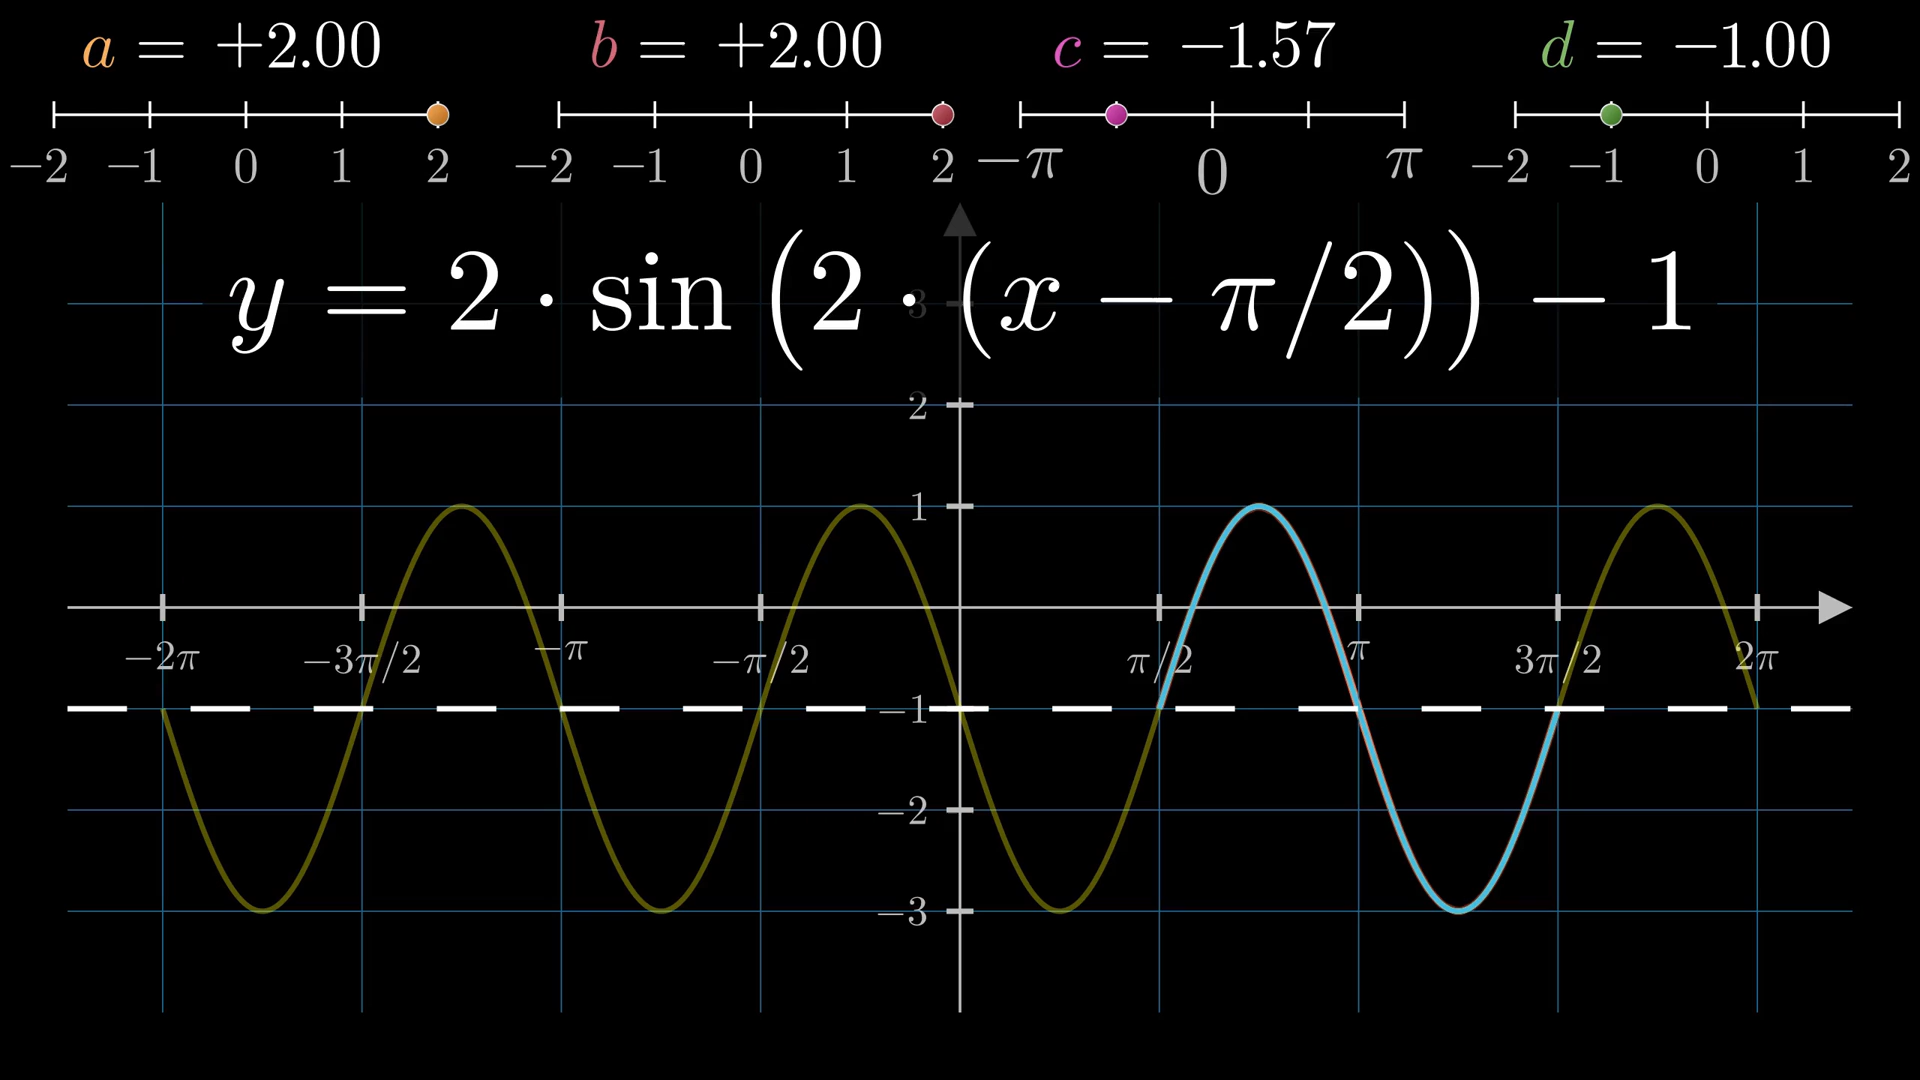 a = +2.00 b = +2.00 c = −1.57 d = −1.00
−2 −1 0 1 2 −2 −1 0 1 2 −π 0 π −2 −1 0 1 2
y = 2 · sin (2 · (x − π/2)) − 1
3
2
1
−2π −3π/2 −π −π/2 π/2 π 3π/2 2π
−1
−2
−3